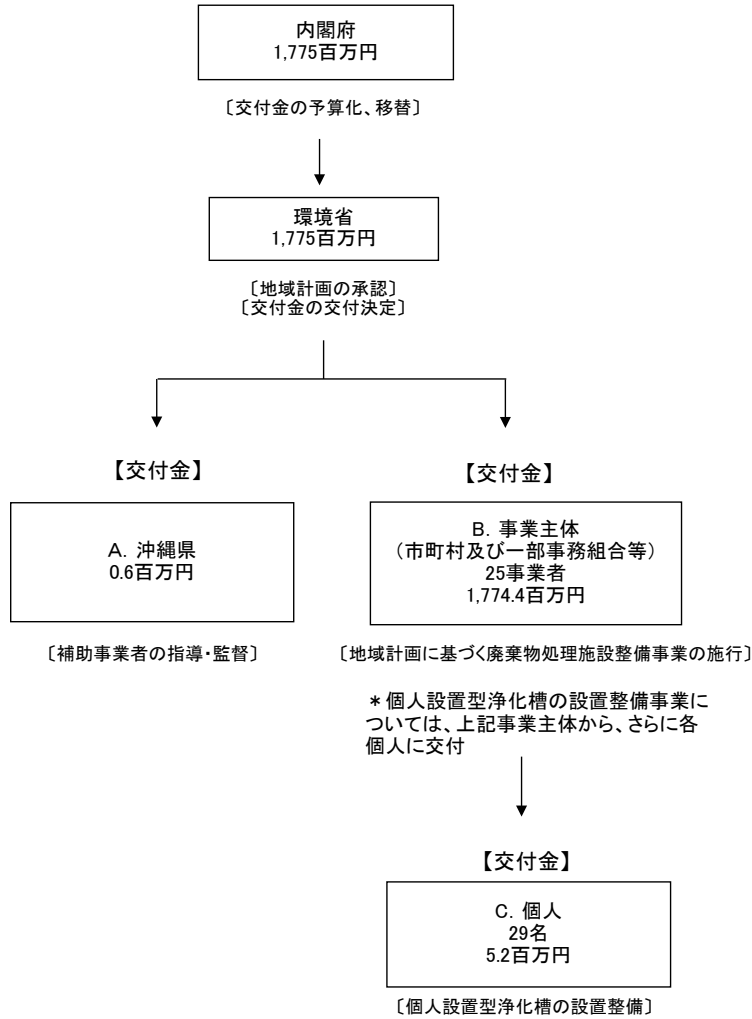 内閣府
1,775百万円
〔交付金の予算化、移替〕
環境省
1,775百万円
〔地域計画の承認〕
〔交付金の交付決定〕
【交付金】
A. 沖縄県
0.6百万円
〔補助事業者の指導・監督〕
【交付金】
B. 事業主体
（市町村及び一部事務組合等）
25事業者
1,774.4百万円
〔地域計画に基づく廃棄物処理施設整備事業の施行〕
＊個人設置型浄化槽の設置整備事業に
ついては、上記事業主体から、さらに各
個人に交付
【交付金】
C. 個人
29名
5.2百万円
〔個人設置型浄化槽の設置整備〕